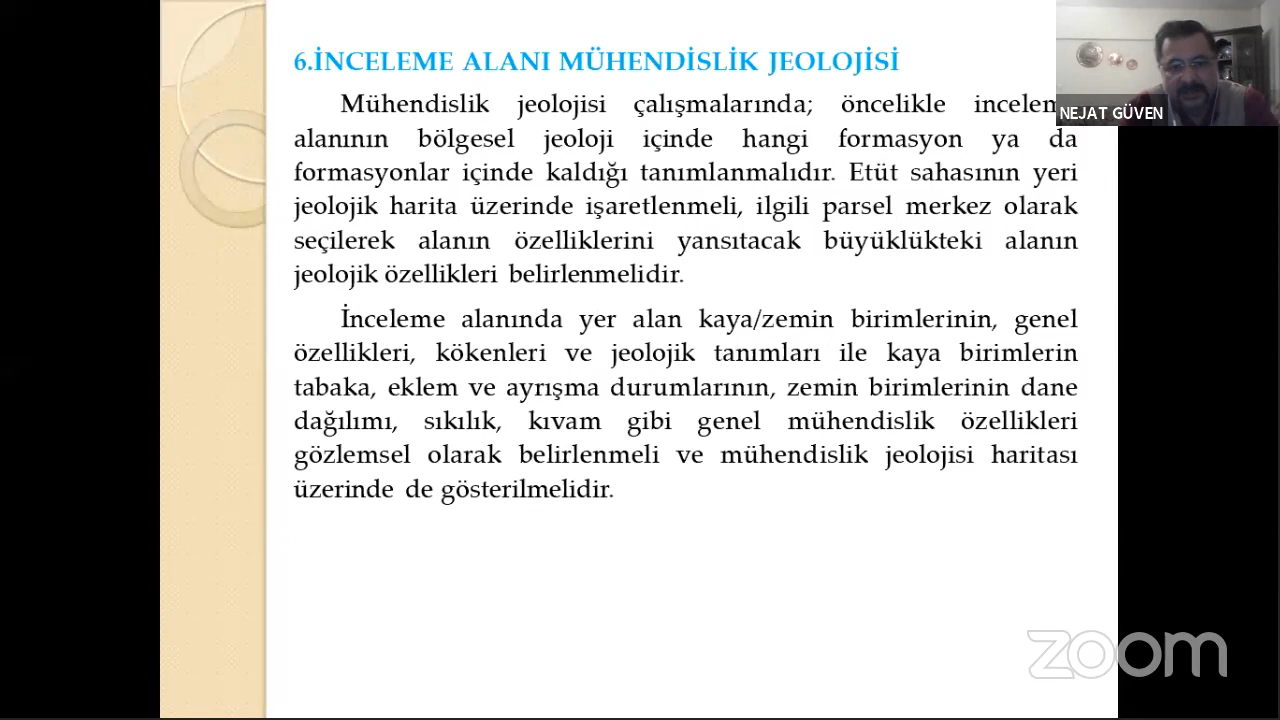 6.İNCELEME ALANI MÜHENDİSLİK JEOLOJİSİ
Mühendislik jeolojisi çalışmalarında; öncelikle incelem
alanının bölgesel jeoloji içinde hangi formasyon ya da
formasyonlar içinde kaldığı tanımlanmalıdır. Etüt sahasının yeri
jeolojik harita üzerinde işaretlenmeli, ilgili parsel merkez olarak
seçilerek alanın özelliklerini yansıtacak büyüklükteki alanın
jeolojik özellikleri belirlenmelidir.
İnceleme alanında yer alan kaya/zemin birimlerinin, genel
özellikleri, kökenleri ve jeolojik tanımları ile kaya birimlerin
tabaka, eklem ve ayrışma durumlarının, zemin birimlerinin dane
dağılımı, sıkılık, kıvam gibi genel mühendislik özellikleri
gözlemsel olarak belirlenmeli ve mühendislik jeolojisi haritası
üzerinde de gösterilmelidir.
NEJAT GÜVEN
zoom